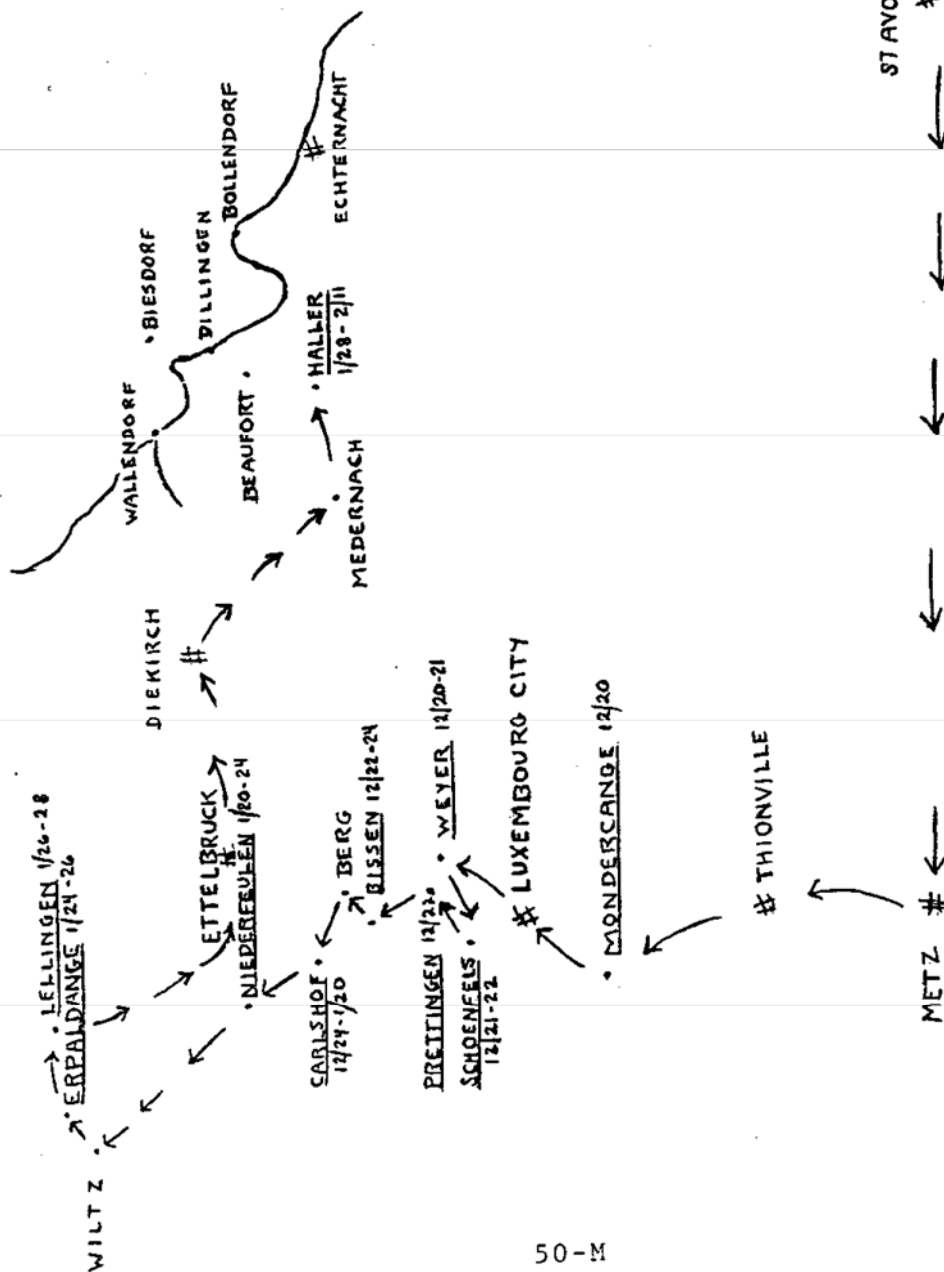 WALLENDORF
BIESDORF
DILLINGEN
BOLLENDORF
ECHTERNACHT
BEAUFORT
HALLER
1/28-2/11
MEDERNACH
DIEKIRCH
LELLINGEN 1/26-28
ERPALDANGE 1/24-26
WILTZ
ETTELBRUCK
NIEDERFEULEN 1/20-24
BERG
BISSEN 12/22-24
CARLSHOF
12/24-1/20
WEYER 12/20-21
PRETTINGEN 12/22
SCHOENFELS
12/21-22
LUXEMBOURG CITY
MONDERCANGE 12/20
THIONVILLE
METZ
ST AVO
50-M